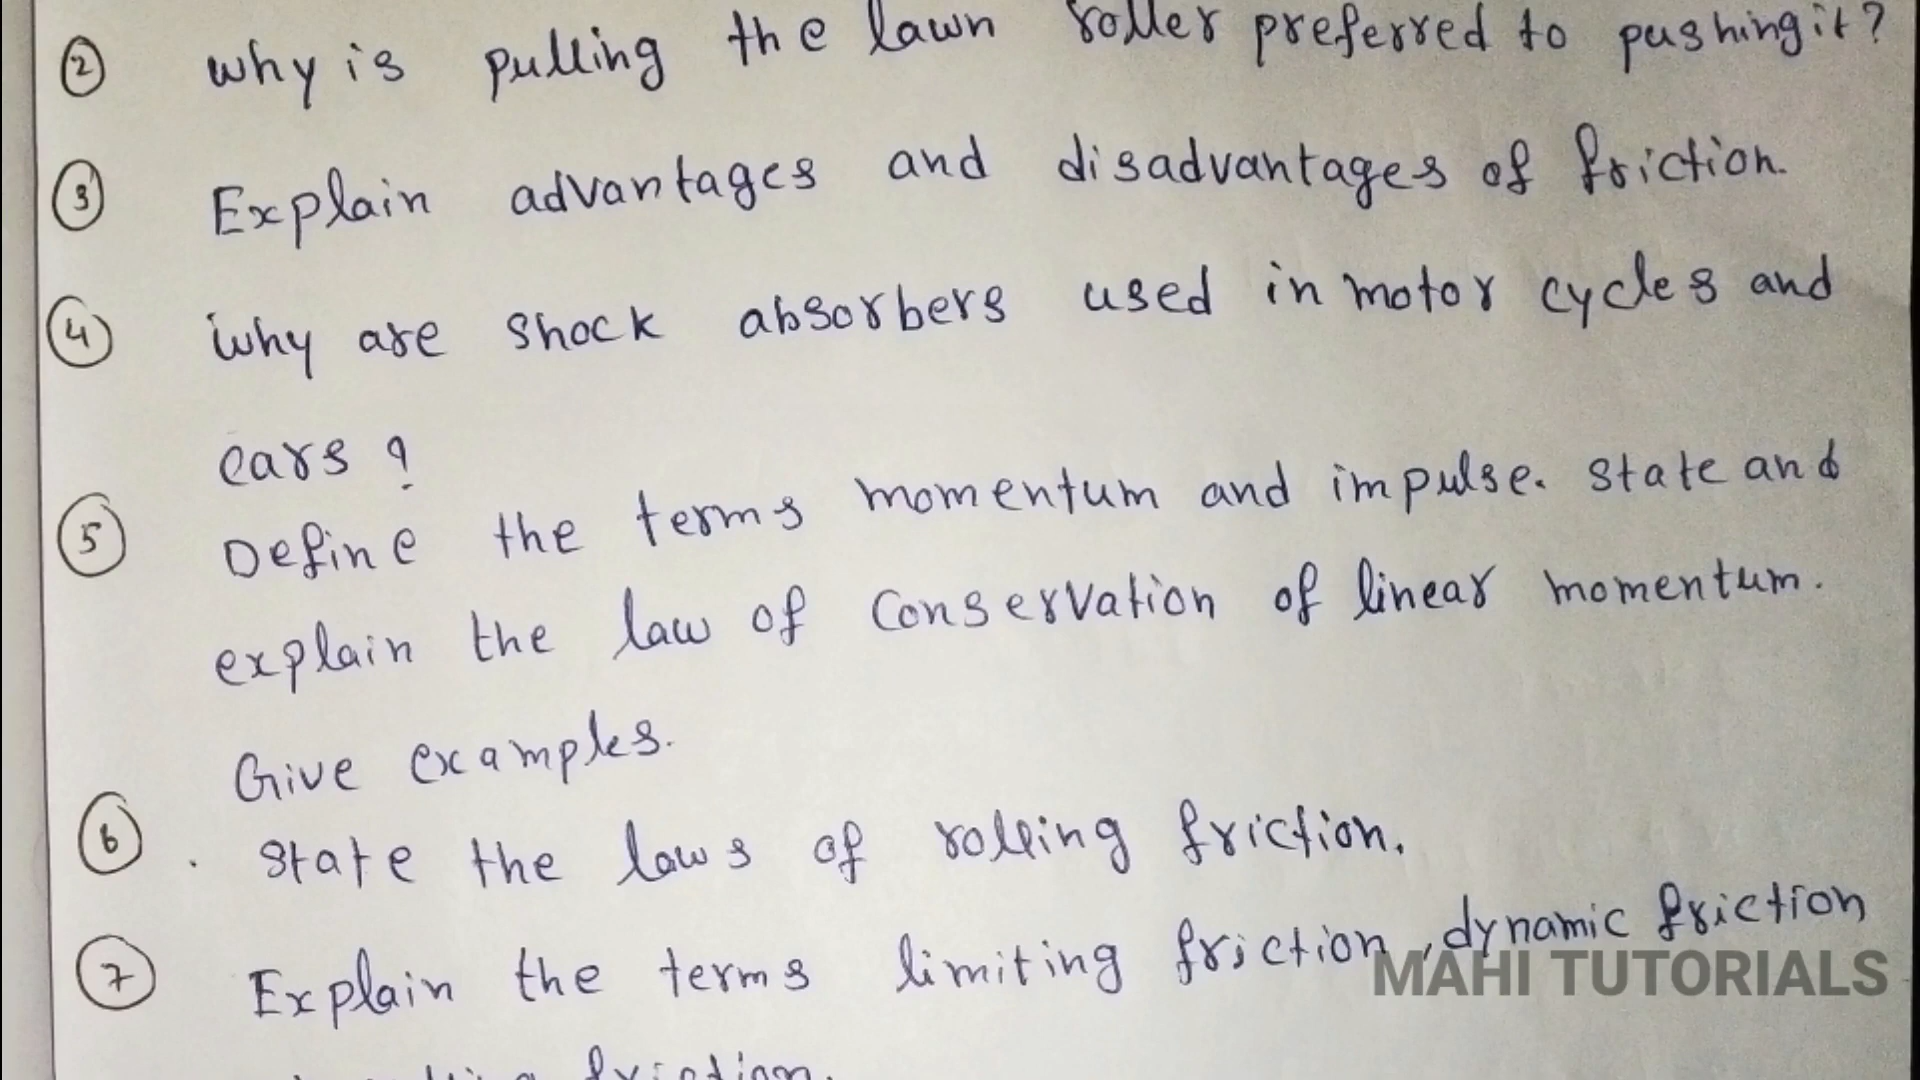 ② Why is pulling the lawn roller preferred to pushing it?
③ Explain advantages and disadvantages of friction.
④ Why are shock absorbers used in motor cycles and
cars?
⑤ Define the terms momentum and impulse. State and
explain the law of conservation of linear momentum.
Give examples.
⑥ State the laws of rolling friction.
⑦ Explain the terms limiting friction, dynamic friction
MAHI TUTORIALS
friction.